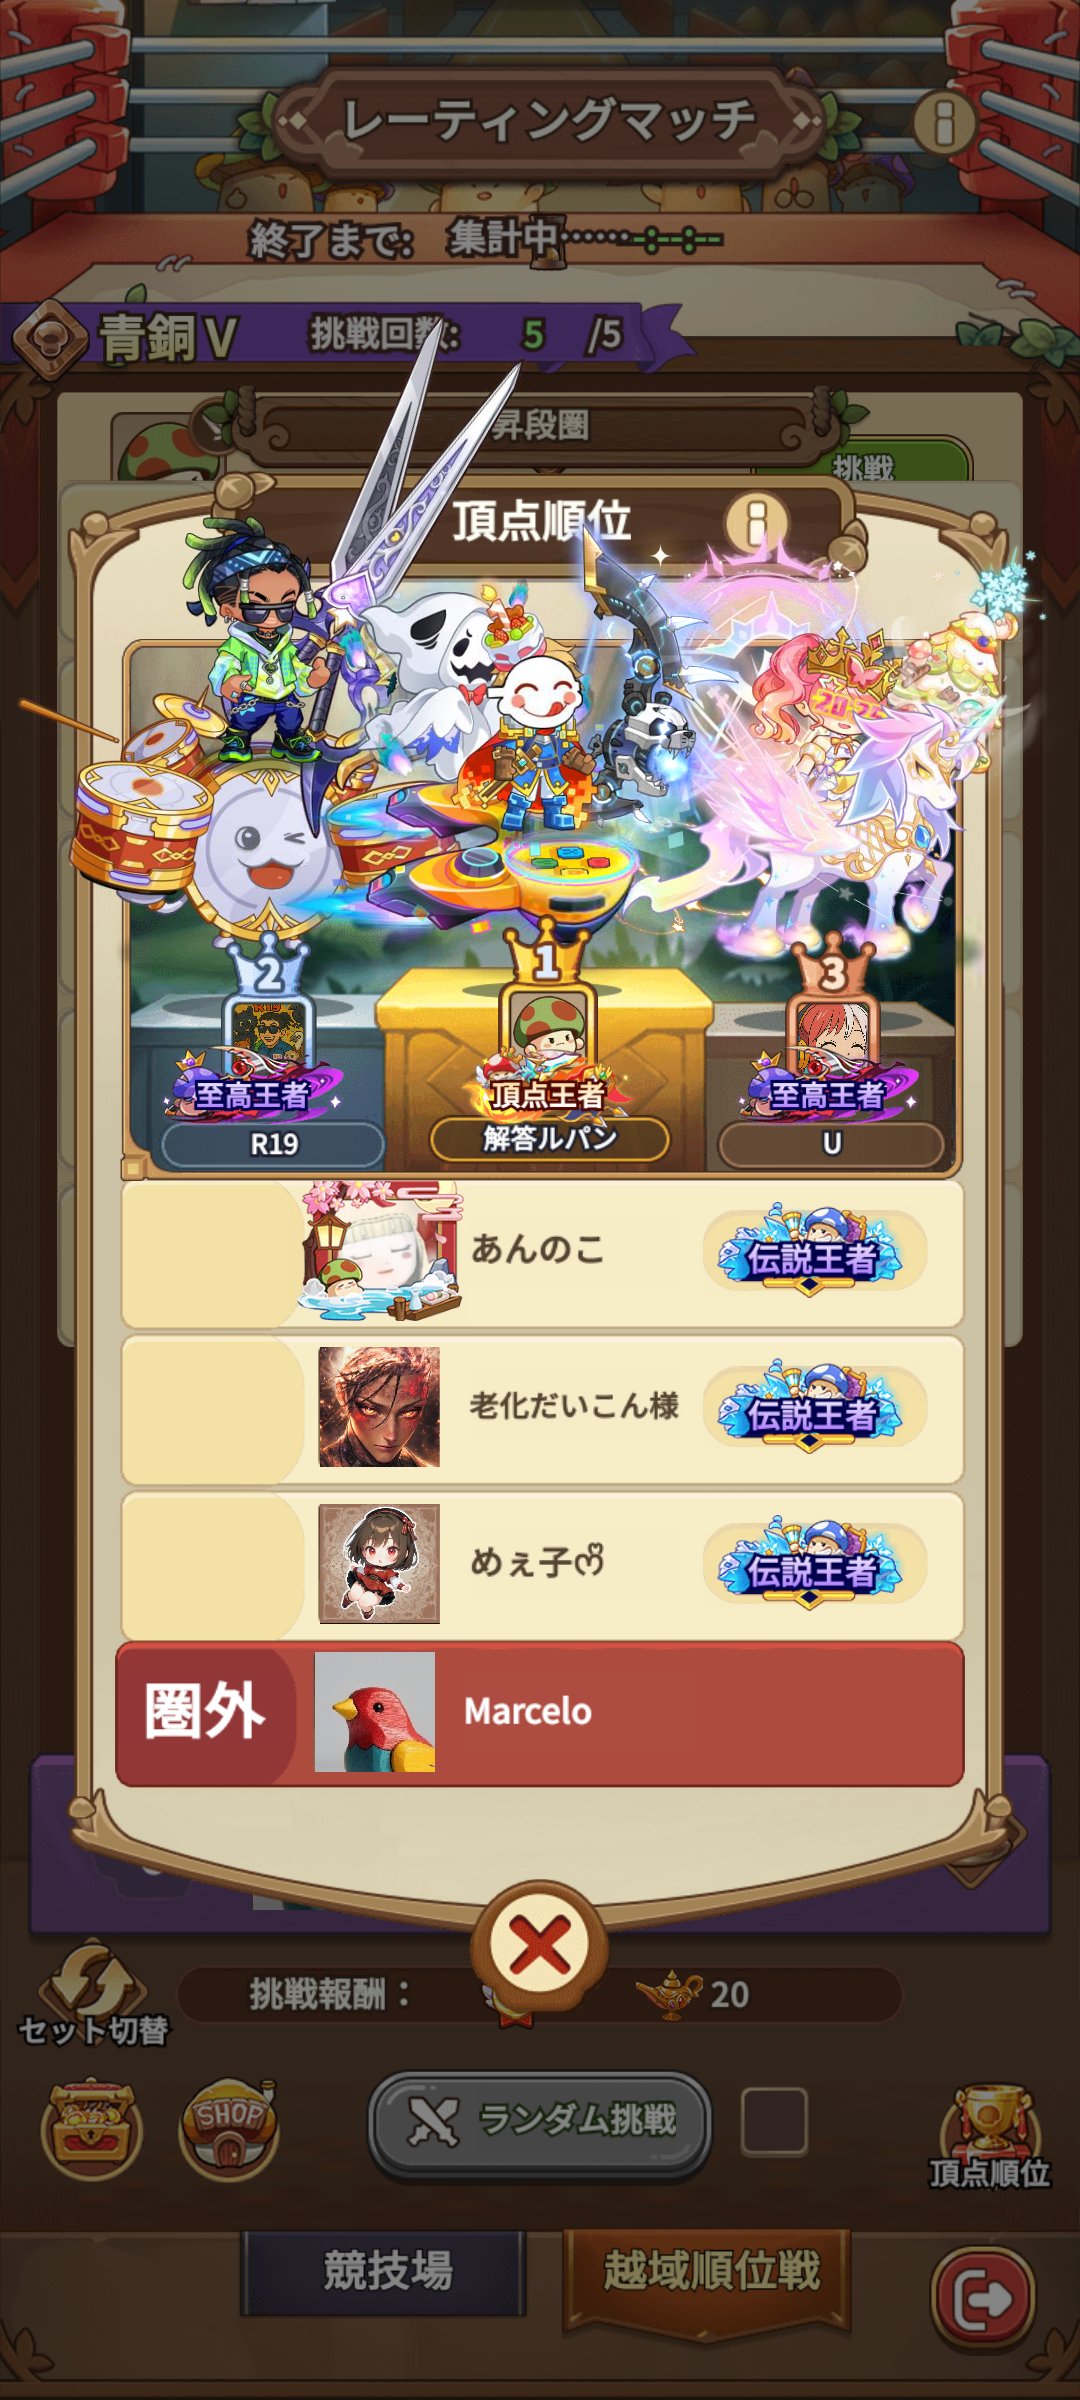 レーティングマッチ
終了まで: 集計中……--:--:--
青銅Ⅴ 挑戦回数: 5 /5
昇段圏
挑戦
頂点順位
2 1 3
至高王者 頂点王者 至高王者
R19 解答ルパン U
あんのこ 伝説王者
老化だいこん様 伝説王者
めぇ子ෆ 伝説王者
圏外 Marcelo
挑戦報酬： 20
セット切替
SHOP
ランダム挑戦
頂点順位
競技場 越域順位戦